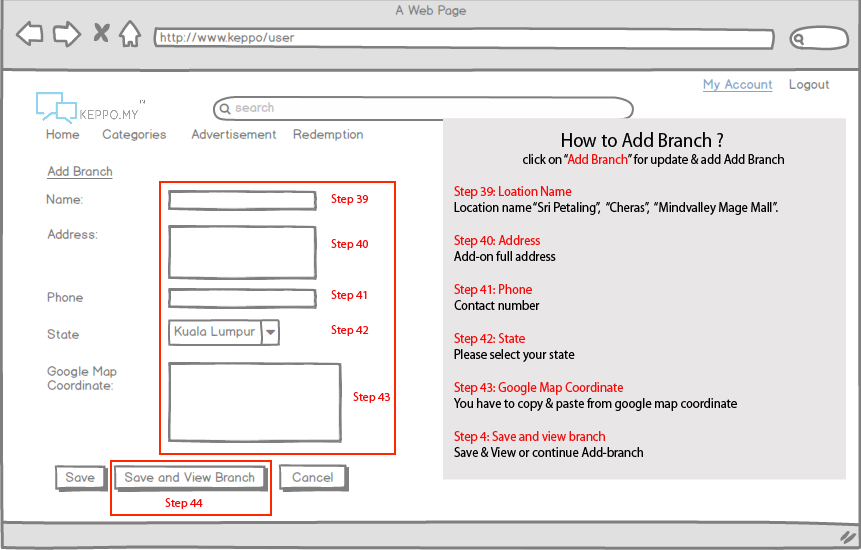 A Web Page
http://www.keppo/user
My Account Logout
KEPPO.MY
search
Home Categories Advertisement Redemption
Add Branch
Name:
Step 39
Address:
Step 40
Phone
Step 41
State
Kuala Lumpur
Step 42
Google Map
Coordinate:
Step 43
Save
Save and View Branch
Cancel
Step 44
How to Add Branch ?
click on “Add Branch” for update & add Add Branch
Step 39: Loation Name
Location name “Sri Petaling”, “Cheras”, “Mindvalley Mage Mall”.
Step 40: Address
Add-on full address
Step 41: Phone
Contact number
Step 42: State
Please select your state
Step 43: Google Map Coordinate
You have to copy & paste from google map coordinate
Step 4: Save and view branch
Save & View or continue Add-branch